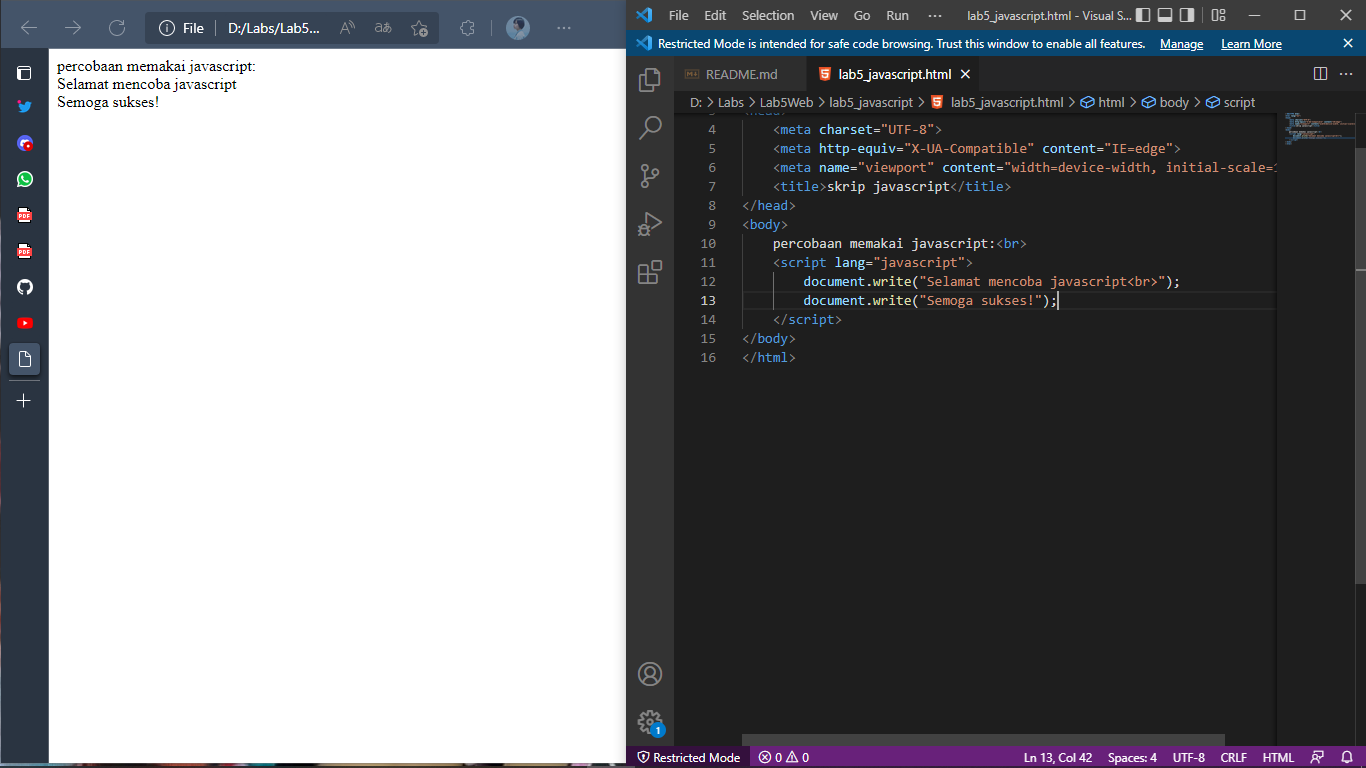 File D:/Labs/Lab5...
percobaan memakai javascript:
Selamat mencoba javascript
Semoga sukses!
File Edit Selection View Go Run ··· lab5_javascript.html - Visual S...
Restricted Mode is intended for safe code browsing. Trust this window to enable all features. Manage Learn More
README.md lab5_javascript.html
D: > Labs > Lab5Web > lab5_javascript > lab5_javascript.html > html > body > script
4 <meta charset="UTF-8">
5 <meta http-equiv="X-UA-Compatible" content="IE=edge">
6 <meta name="viewport" content="width=device-width, initial-scale=1
7 <title>skrip javascript</title>
8 </head>
9 <body>
10 percobaan memakai javascript:<br>
11 <script lang="javascript">
12 document.write("Selamat mencoba javascript<br>");
13 document.write("Semoga sukses!");
14 </script>
15 </body>
16 </html>
1
Restricted Mode 0 0 Ln 13, Col 42 Spaces: 4 UTF-8 CRLF HTML